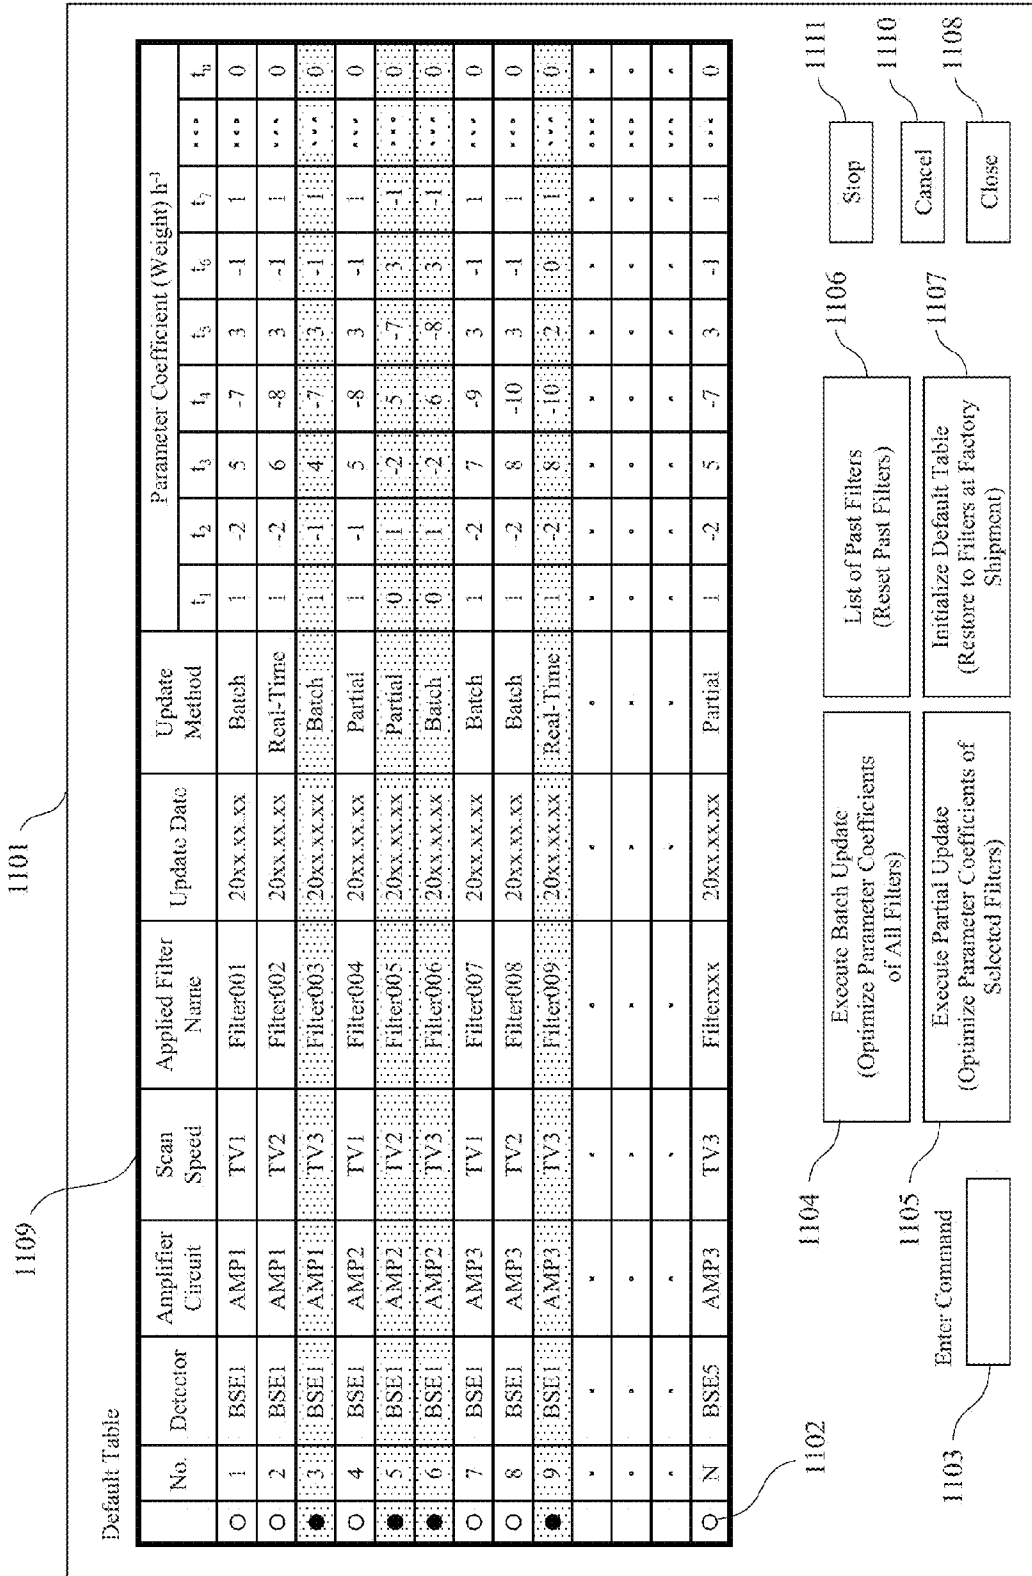 1101
Default Table
1109
No. Detector Amplifier Circuit Scan Speed Applied Filter Name Update Date Update Method Parameter Coefficient (Weight) h⁻¹
t₁ t₂ t₃ t₄ t₅ t₆ t₇ tₙ
1 BSE1 AMP1 TV1 Filter001 20xx.xx.xx Batch 1 -2 5 -7 3 -1 1 0
2 BSE1 AMP1 TV2 Filter002 20xx.xx.xx Real-Time 1 -2 6 -8 3 -1 1 0
3 BSE1 AMP1 TV3 Filter003 20xx.xx.xx Batch 1 -1 4 -7 3 -1 1 0
4 BSE1 AMP2 TV1 Filter004 20xx.xx.xx Partial 1 -1 5 -8 3 -1 1 0
5 BSE1 AMP2 TV2 Filter005 20xx.xx.xx Partial 0 1 -2 5 -7 3 -1 0
6 BSE1 AMP2 TV3 Filter006 20xx.xx.xx Batch 0 1 -2 6 -8 3 -1 0
7 BSE1 AMP3 TV1 Filter007 20xx.xx.xx Batch 1 -2 7 -9 3 -1 1 0
8 BSE1 AMP3 TV2 Filter008 20xx.xx.xx Batch 1 -2 8 -10 3 -1 1 0
9 BSE1 AMP3 TV3 Filter009 20xx.xx.xx Real-Time 1 -2 8 -10 2 0 1 0
N BSE5 AMP3 TV3 Filterxxx 20xx.xx.xx Partial 1 -2 5 -7 3 -1 1 0
1102
1103
Enter Command
1104
Execute Batch Update
(Optimize Parameter Coefficients
of All Filters)
1105
Execute Partial Update
(Optimize Parameter Coefficients of
Selected Filters)
List of Past Filters
(Reset Past Filters)
1106
Initialize Default Table
(Restore to Filters at Factory
Shipment)
1107
Stop
1111
Cancel
1110
Close
1108